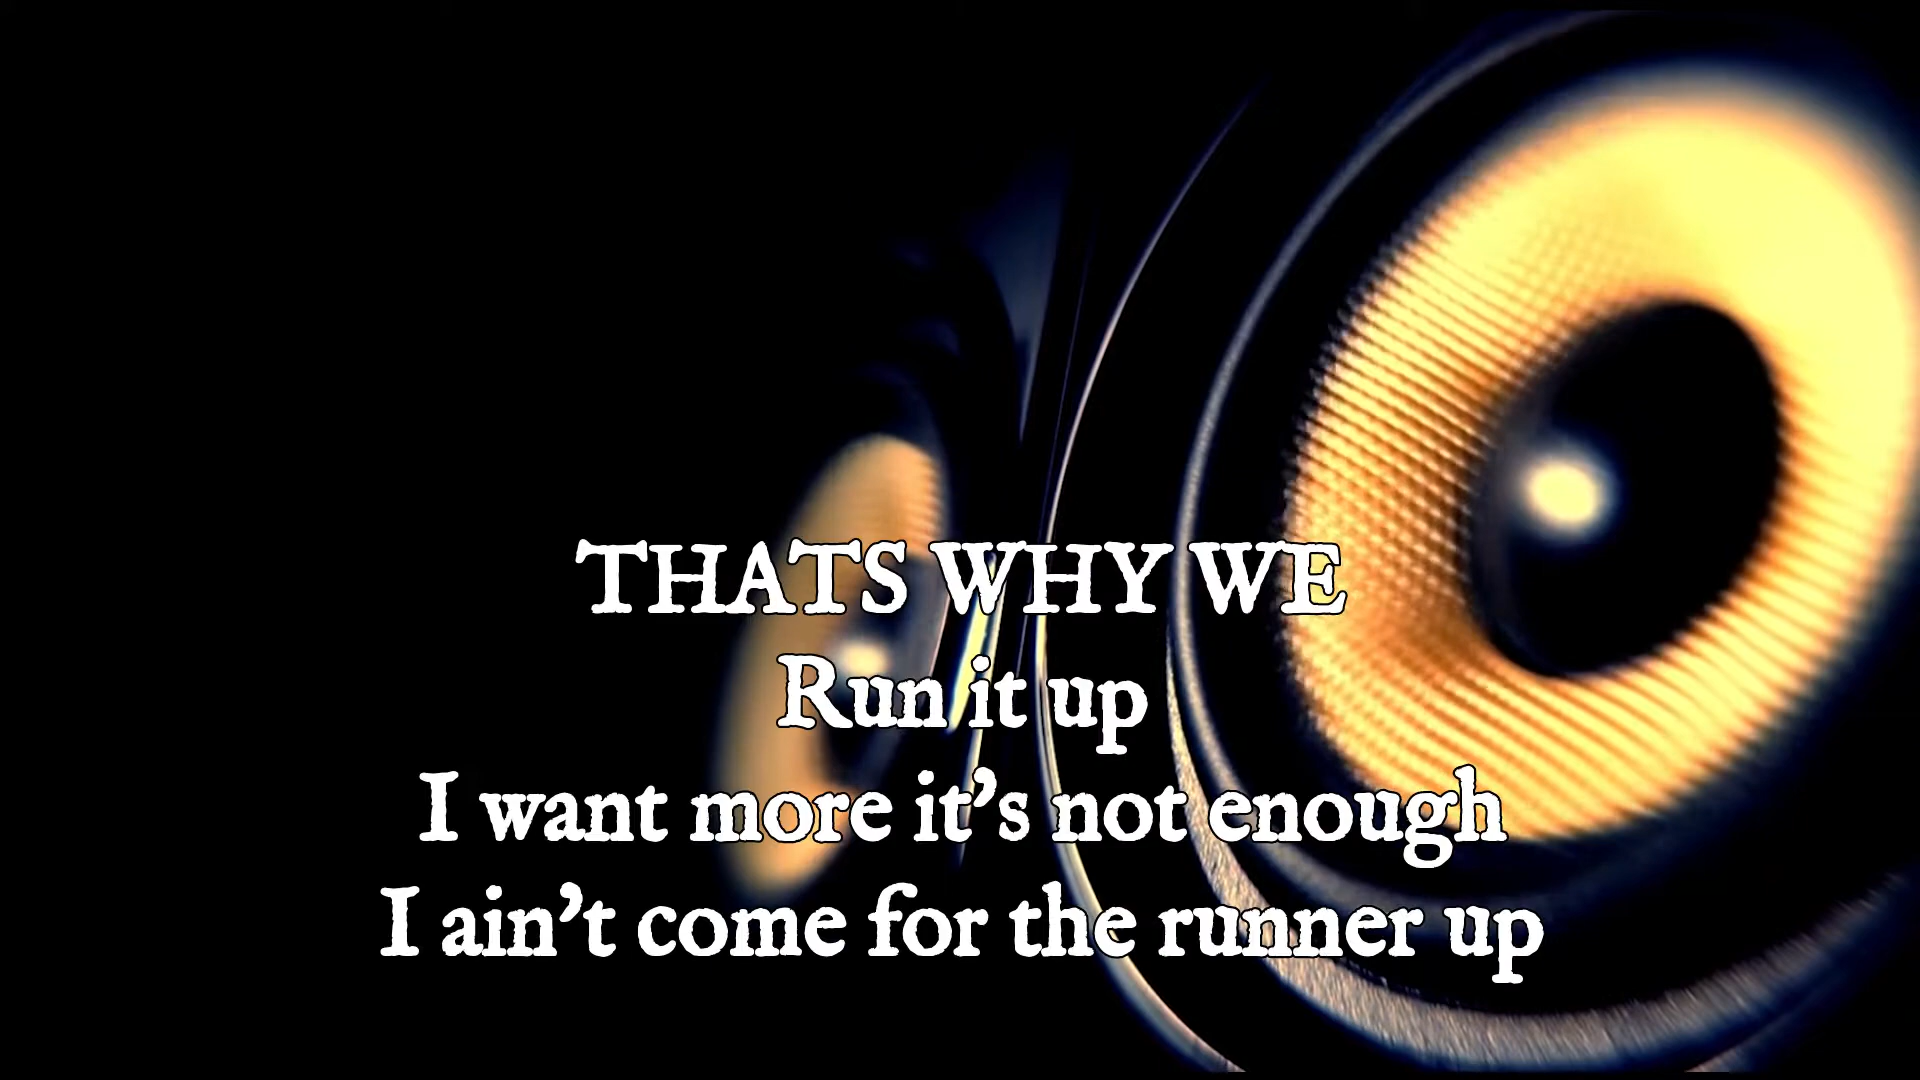 THATS WHY WE
Run it up
I want more it's not enough
I ain't come for the runner up